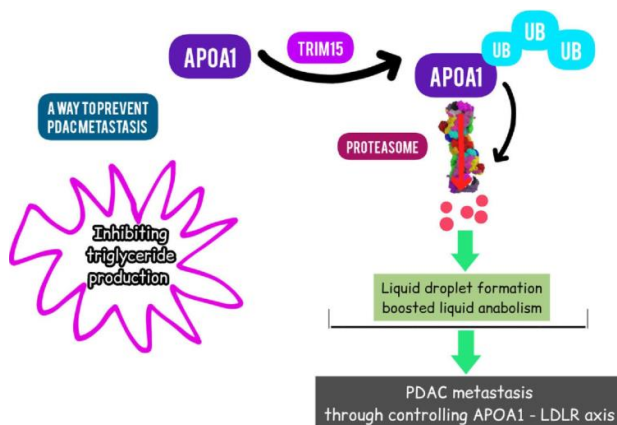 APOA1
TRIM15
APOA1
UB
UB
UB
A WAY TO PREVENT
PDAC METASTASIS
PROTEASOME
Inhibiting
triglyceride
production
Liquid droplet formation
boosted liquid anabolism
PDAC metastasis
through controlling APOA1 - LDLR axis